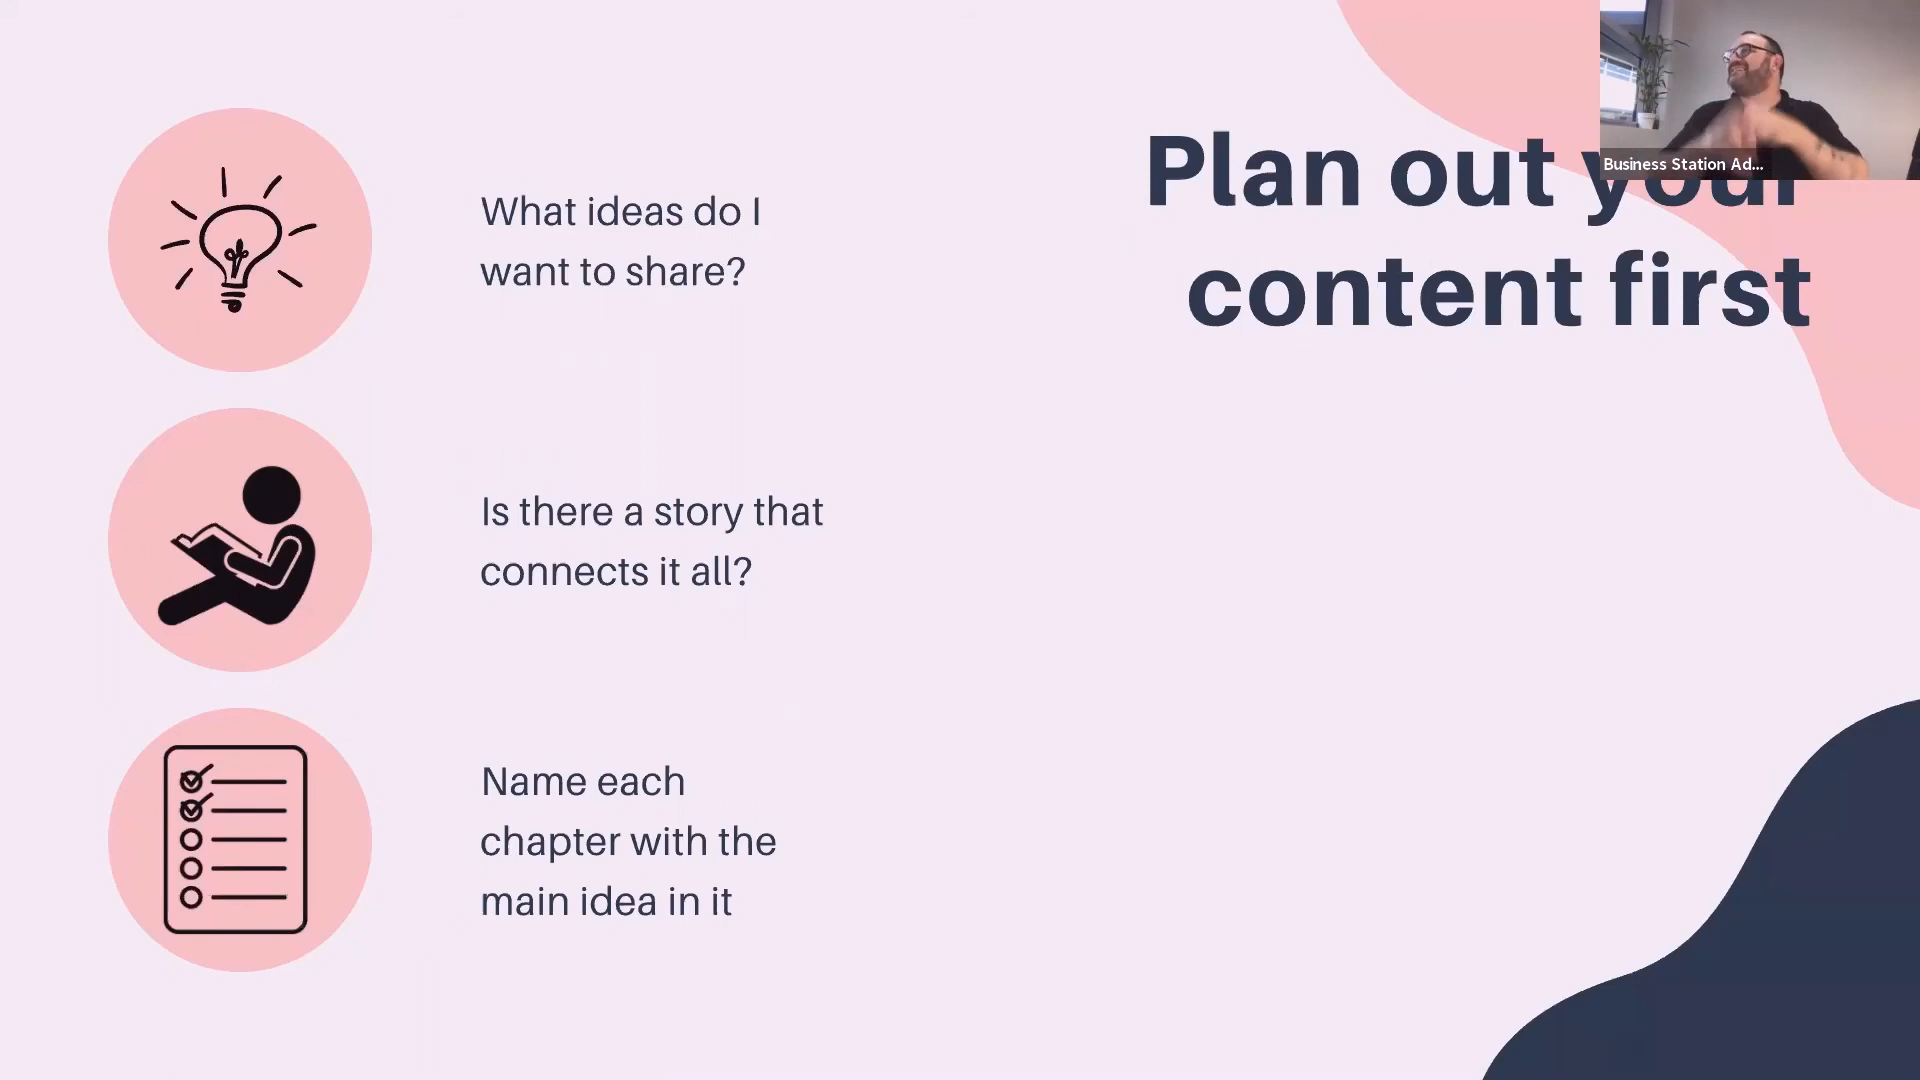 Plan out your
content first
Business Station Ad...
What ideas do I
want to share?
Is there a story that
connects it all?
Name each
chapter with the
main idea in it